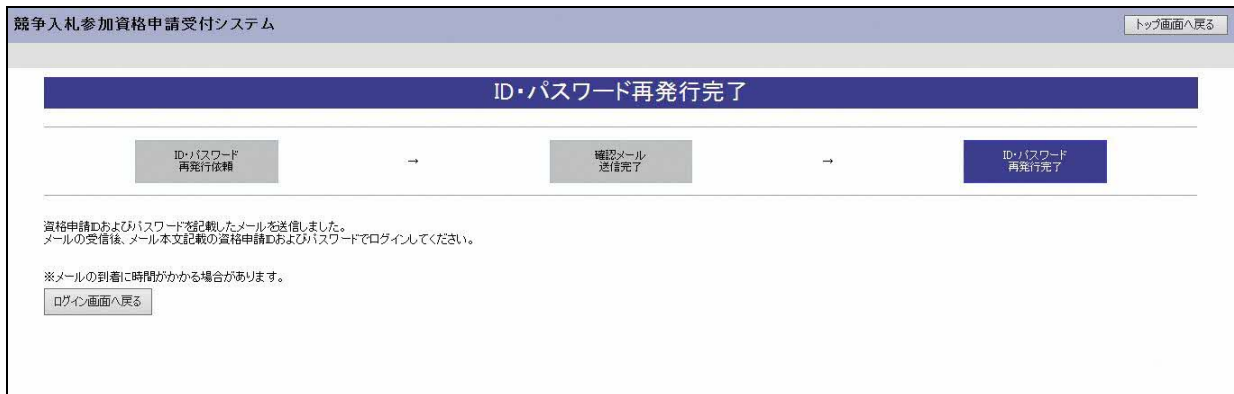 競争入札参加資格申請受付システム
トップ画面へ戻る
ID・パスワード再発行完了
ID・パスワード
再発行依頼
→
確認メール
送信完了
→
ID・パスワード
再発行完了
資格申請IDおよびパスワードを記載したメールを送信しました。
メールの受信後、メール本文記載の資格申請IDおよびパスワードでログインしてください。
※メールの到着に時間がかかる場合があります。
ログイン画面へ戻る